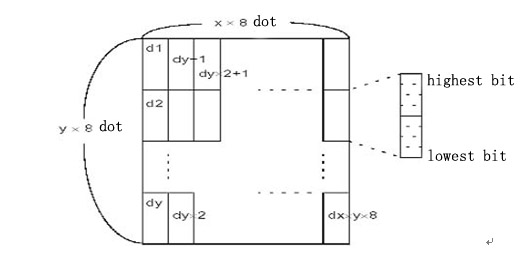 x × 8 dot
d1
dy-1
dy×2+1
highest bit
d2
y × 8 dot
lowest bit
dy
dy×2
dx×y×8